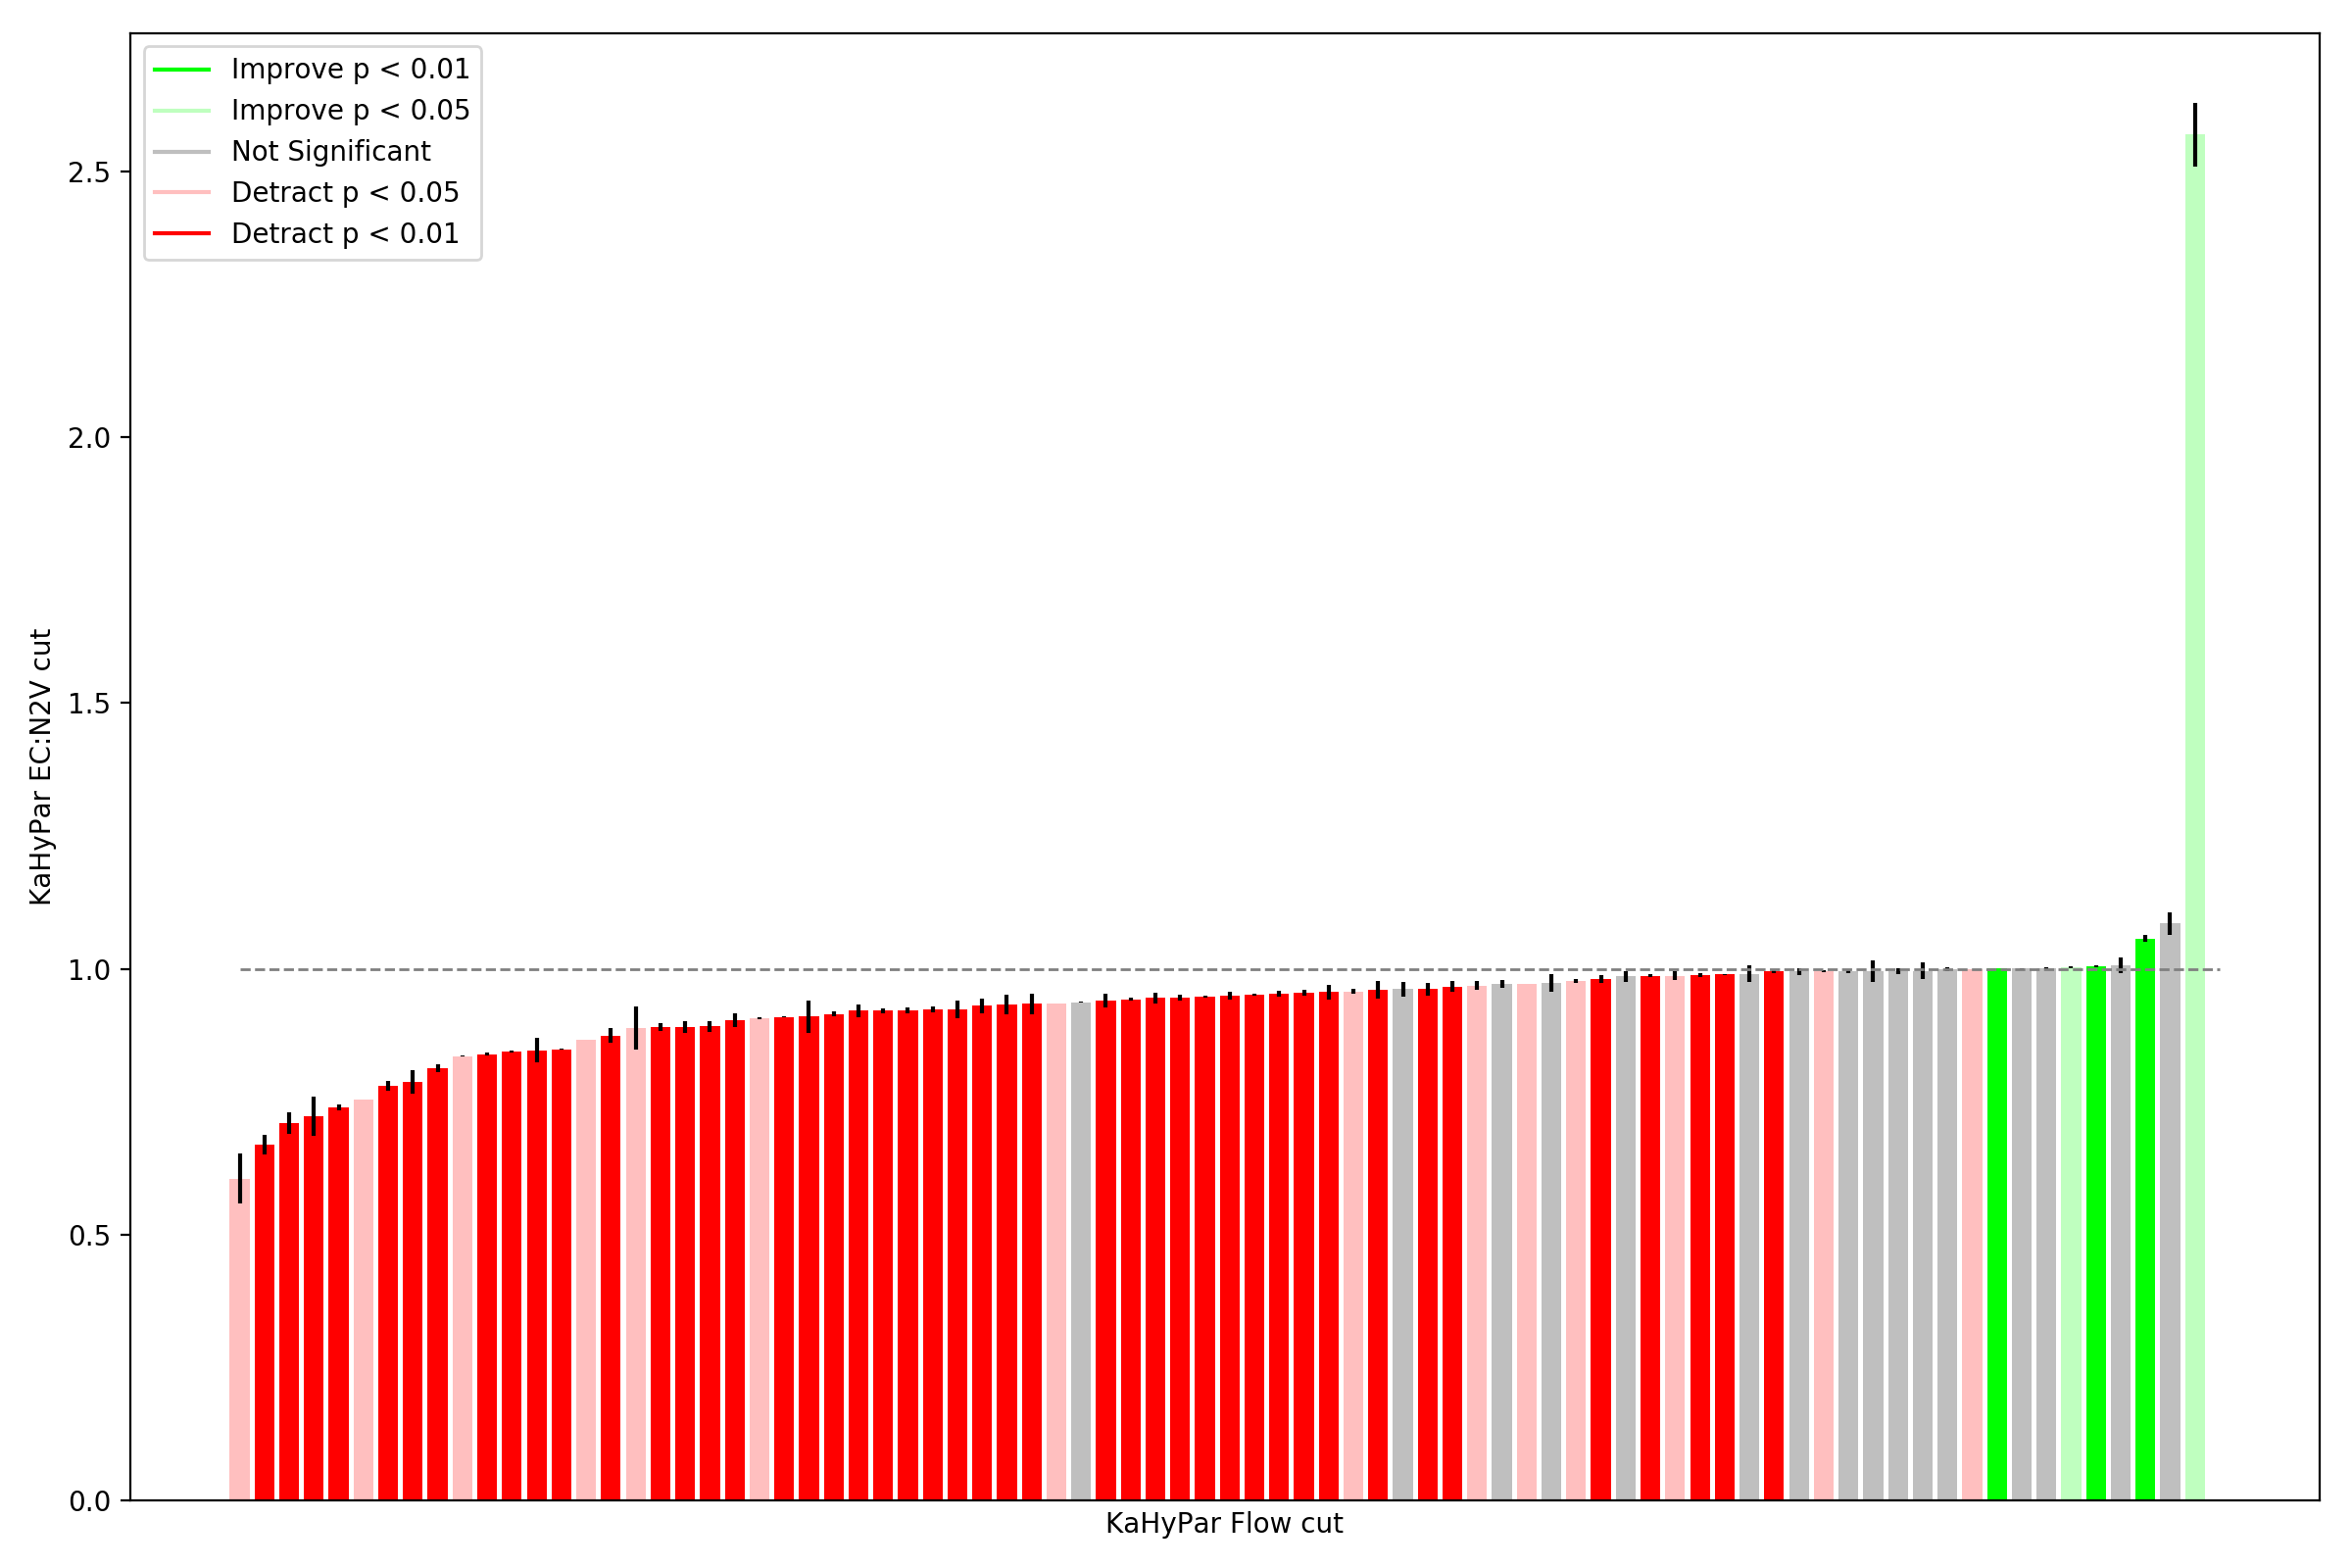 Improve p < 0.01
Improve p < 0.05
Not Significant
Detract p < 0.05
Detract p < 0.01
2.5
2.0
1.5
1.0
0.5
0.0
KaHyPar EC:N2V cut
KaHyPar Flow cut